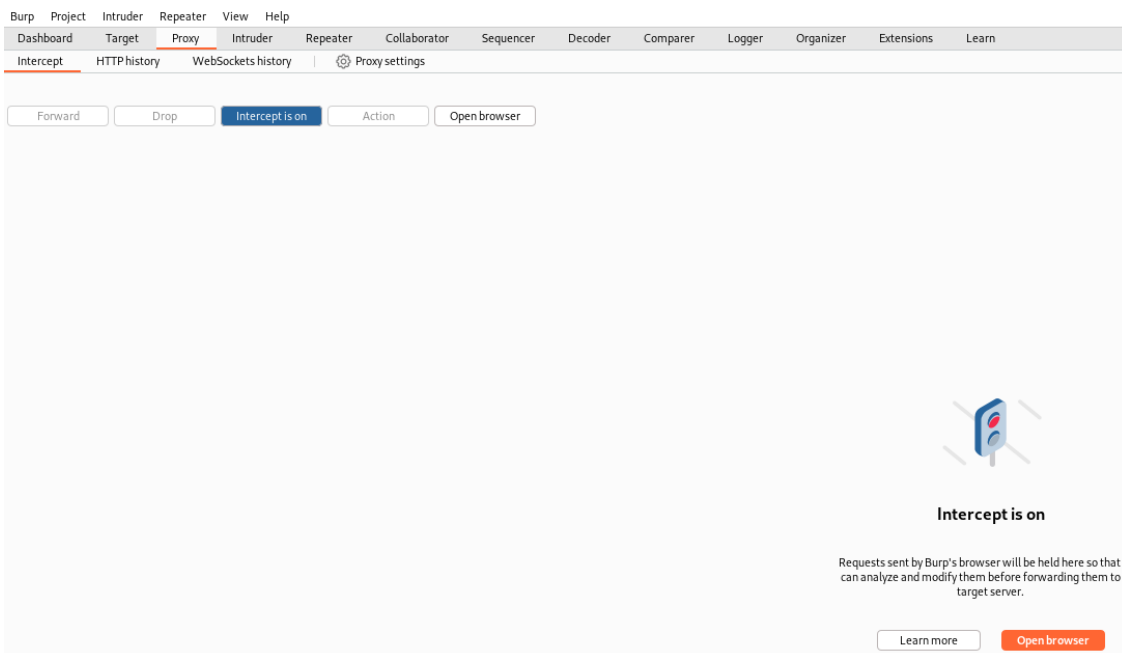 Burp Project Intruder Repeater View Help
Dashboard Target Proxy Intruder Repeater Collaborator Sequencer Decoder Comparer Logger Organizer Extensions Learn
Intercept HTTP history WebSockets history Proxy settings
Forward Drop Intercept is on Action Open browser
Intercept is on
Requests sent by Burp's browser will be held here so that
can analyze and modify them before forwarding them to
target server.
Learn more Open browser